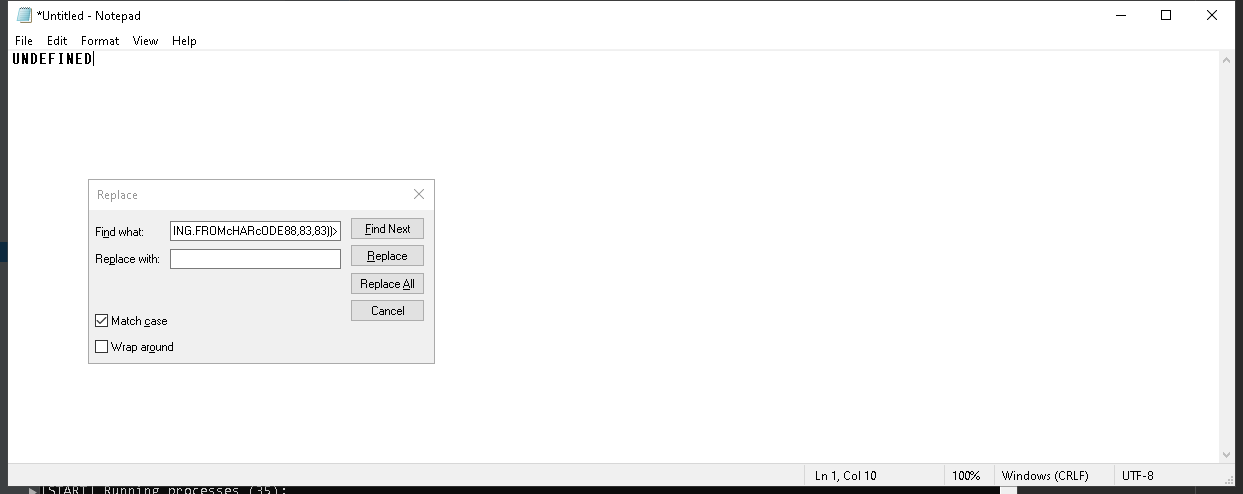 *Untitled - Notepad
File Edit Format View Help
UNDEFINED
Replace
Find what: ING.FROMcHARcODE88,83,83))> Find Next
Replace with: Replace
Replace All
Cancel
Match case
Wrap around
Ln 1, Col 10 100% Windows (CRLF) UTF-8
[START] Running processes (35):